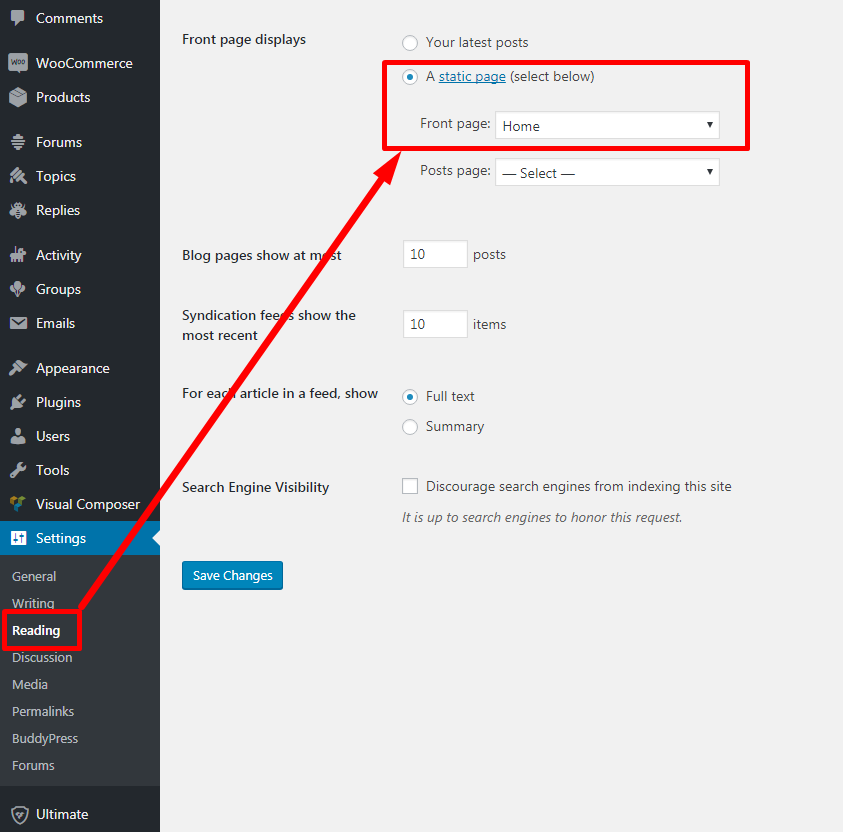 Comments
WOO
WooCommerce
Products
Forums
Topics
Replies
Activity
Groups
Emails
Appearance
Plugins
Users
Tools
Visual Composer
Settings
General
Writing
Reading
Discussion
Media
Permalinks
BuddyPress
Forums
Ultimate
Front page displays
Your latest posts
A static page (select below)
Front page: Home
Posts page: — Select —
Blog pages show at most 10 posts
Syndication feeds show the
most recent
10 items
For each article in a feed, show
Full text
Summary
Search Engine Visibility
Discourage search engines from indexing this site
It is up to search engines to honor this request.
Save Changes